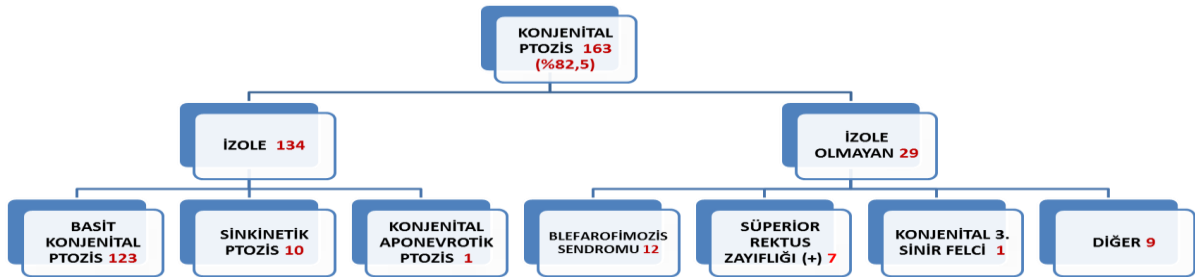 KONJENİTAL
PTOZİS 163
(%82,5)
İZOLE 134
İZOLE
OLMAYAN 29
BASİT
KONJENİTAL
PTOZİS 123
SİNKİNETİK
PTOZİS 10
KONJENİTAL
APONEVROTİK
PTOZİS 1
BLEFAROFİMOZİS
SENDROMU 12
SÜPERİOR
REKTUS
ZAYIFLIĞI (+) 7
KONJENİTAL 3.
SİNİR FELCİ 1
DİĞER 9